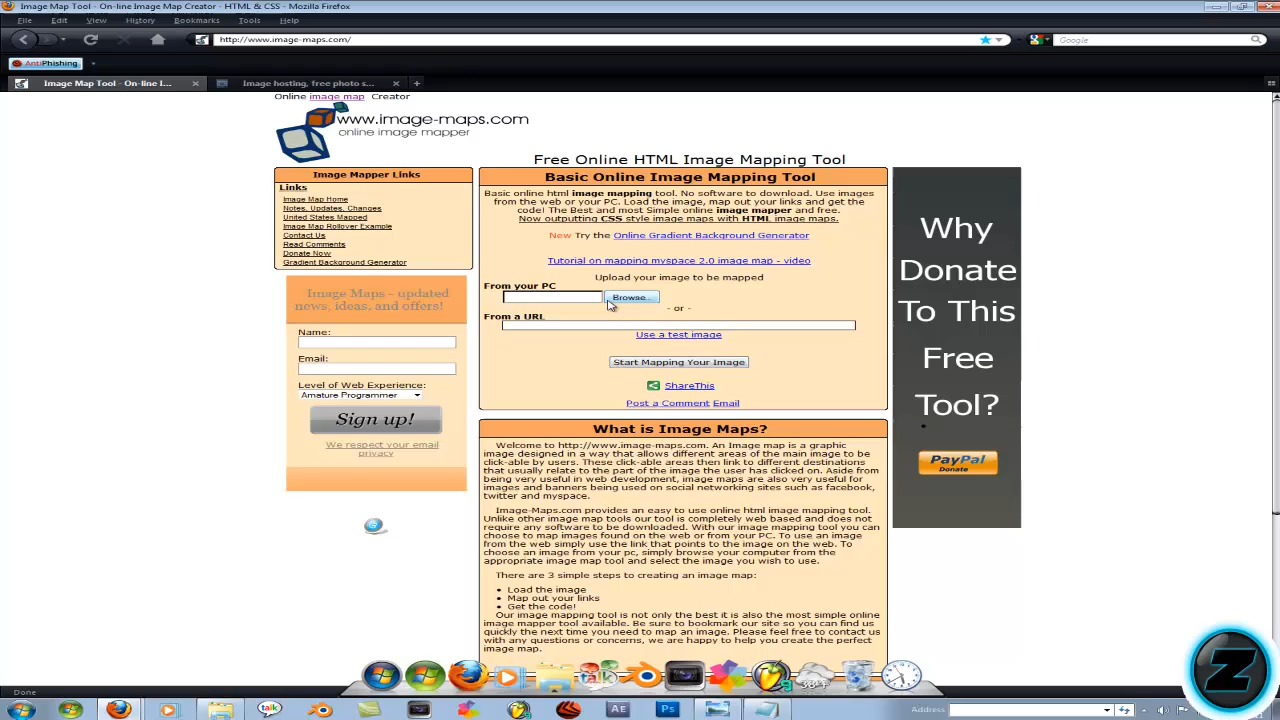 Image Map Tool - On-line Image Map Creator - HTML & CSS - Mozilla Firefox
File Edit View History Bookmarks Tools Help
http://www.image-maps.com/
Google
AntiPhishing
Image Map Tool - On-line I...
Image hosting, free photo s...
Online image map Creator
www.image-maps.com
online image mapper
Free Online HTML Image Mapping Tool
Image Mapper Links
Links
Image Map Home
Notes, Updates, Changes
United States Mapped
Image Map Rollover Example
Contact Us
Read Comments
Donate Now
Gradient Background Generator
Image Maps - updated
news, ideas, and offers!
Name:
Email:
Level of Web Experience:
Amature Programmer
Sign up!
We respect your email
privacy
Basic Online Image Mapping Tool
Basic online html image mapping tool. No software to download. Use images
from the web or your PC. Load the image, map out your links and get the
code! The Best and most Simple online image mapper and free.
Now outputting CSS style image maps with HTML image maps.
New Try the Online Gradient Background Generator
Tutorial on mapping myspace 2.0 image map - video
Upload your image to be mapped
From your PC
Browse...
- or -
From a URL
Use a test image
Start Mapping Your Image
ShareThis
Post a Comment Email
What is Image Maps?
Welcome to http://www.image-maps.com. An Image map is a graphic
image designed in a way that allows different areas of the main image to be
click-able by users. These click-able areas then link to different destinations
that usually relate to the part of the image the user has clicked on. Aside from
being very useful in web development, image maps are also very useful for
images and banners being used on social networking sites such as facebook,
twitter and myspace.
Image-Maps.com provides an easy to use online html image mapping tool.
Unlike other image map tools our tool is completely web based and does not
require any software to be downloaded. With our image mapping tool you can
choose to map images found on the web or from your PC. To use an image
from the web simply use the link that points to the image on the web. To
choose an image from your pc, simply browse your computer from the
appropriate image map tool and select the image you wish to use.
There are 3 simple steps to creating an image map:
• Load the image
• Map out your links
• Get the code!
Our image mapping tool is not only the best it is also the most simple online
image mapper tool available. Be sure to bookmark our site so you can find us
quickly the next time you need to map an image. Please feel free to contact us
with any questions or concerns, we are happy to help you create the perfect
image map.
Why
Donate
To This
Free
Tool?
PayPal
Donate
Done
talk
Ae
Ps
Address
Z